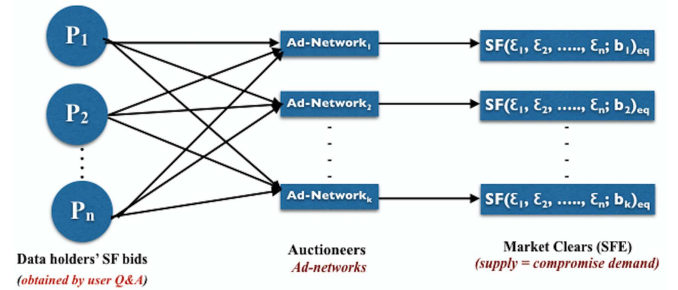 P1
P2
Pn
Ad-Network1
Ad-Network2
Ad-Networkk
SF(ε1, ε2, ....., εn; b1)eq
SF(ε1, ε2, ....., εn; b2)eq
SF(ε1, ε2, ....., εn; bk)eq
Data holders' SF bids
(obtained by user Q&A)
Auctioneers
Ad-networks
Market Clears (SFE)
(supply = compromise demand)